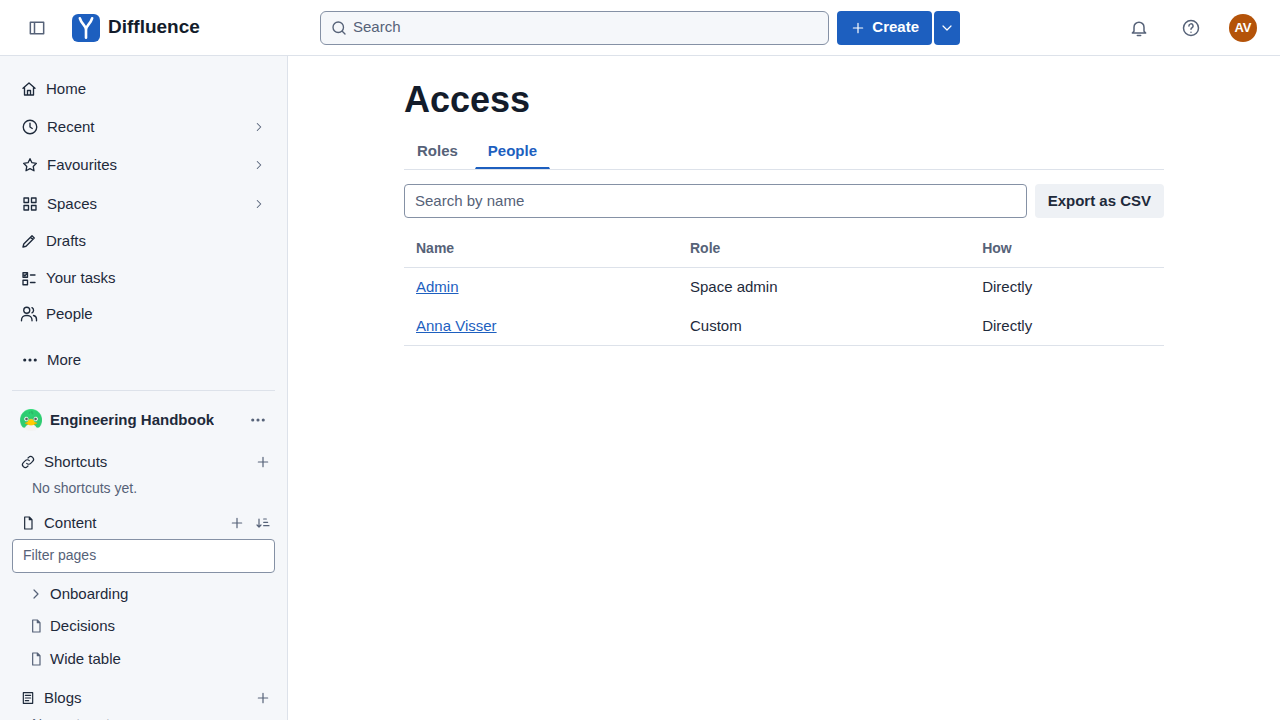 Diffluence
Search
Create
AV
Home
Recent
Favourites
Spaces
Drafts
Your tasks
People
More
Engineering Handbook
Shortcuts
No shortcuts yet.
Content
Filter pages
Onboarding
Decisions
Wide table
Blogs
Access
Roles People
Search by name
Export as CSV
Name Role How
Admin Space admin Directly
Anna Visser Custom Directly